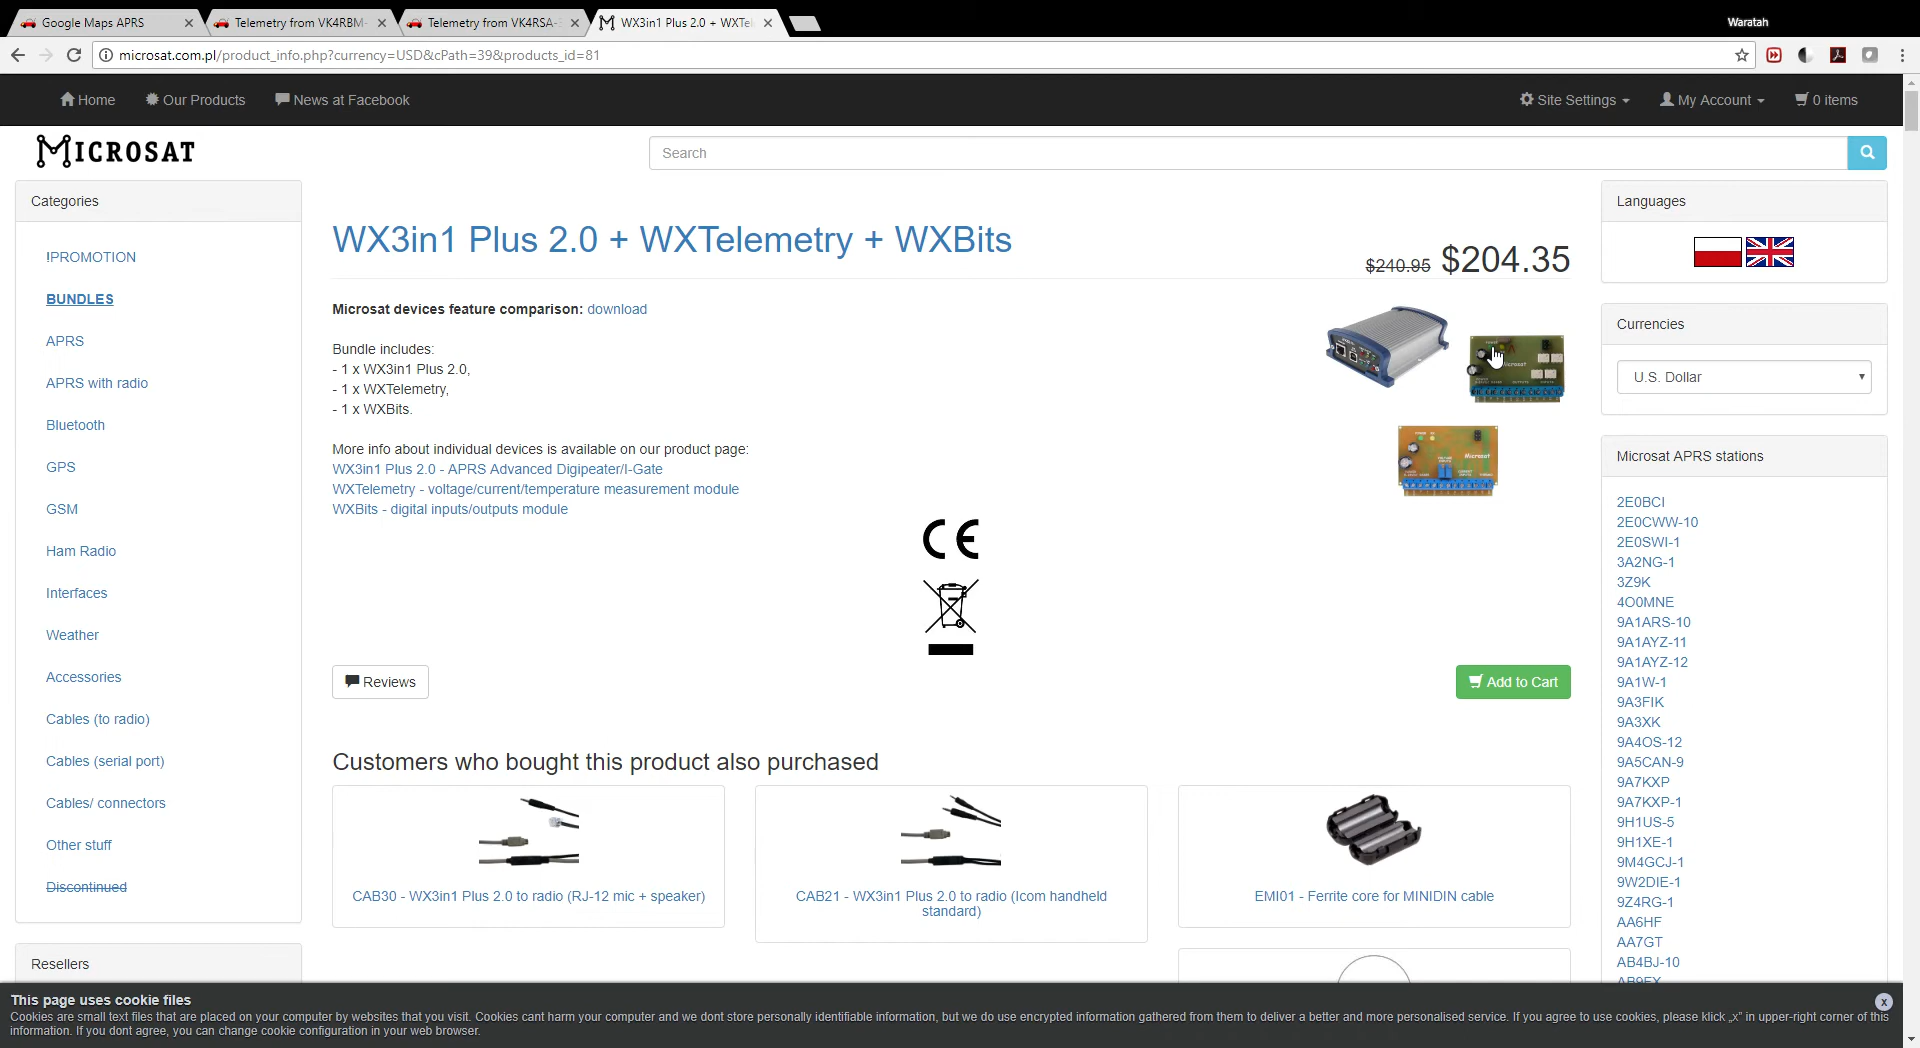 Google Maps APRS
Telemetry from VK4RBM-
Telemetry from VK4RSA-
WX3in1 Plus 2.0 + WXTe
Waratah
microsat.com.pl/product_info.php?currency=USD&cPath=39&products_id=81
Home
Our Products
News at Facebook
Site Settings
My Account
0 items
MICROSAT
Search
Categories
!PROMOTION
BUNDLES
APRS
APRS with radio
Bluetooth
GPS
GSM
Ham Radio
Interfaces
Weather
Accessories
Cables (to radio)
Cables (serial port)
Cables/ connectors
Other stuff
Discontinued
Resellers
WX3in1 Plus 2.0 + WXTelemetry + WXBits
$240.95 $204.35
Microsat devices feature comparison: download
Bundle includes:
- 1 x WX3in1 Plus 2.0,
- 1 x WXTelemetry,
- 1 x WXBits.
More info about individual devices is available on our product page:
WX3in1 Plus 2.0 - APRS Advanced Digipeater/I-Gate
WXTelemetry - voltage/current/temperature measurement module
WXBits - digital inputs/outputs module
Microsat
Microsat
CE
Reviews
Add to Cart
Customers who bought this product also purchased
CAB30 - WX3in1 Plus 2.0 to radio (RJ-12 mic + speaker)
CAB21 - WX3in1 Plus 2.0 to radio (Icom handheld
standard)
EMI01 - Ferrite core for MINIDIN cable
Languages
Currencies
U.S. Dollar
Microsat APRS stations
2E0BCI
2E0CWW-10
2E0SWI-1
3A2NG-1
3Z9K
4O0MNE
9A1ARS-10
9A1AYZ-11
9A1AYZ-12
9A1W-1
9A3FIK
9A3XK
9A4OS-12
9A5CAN-9
9A7KXP
9A7KXP-1
9H1US-5
9H1XE-1
9M4GCJ-1
9W2DIE-1
9Z4RG-1
AA6HF
AA7GT
AB4BJ-10
This page uses cookie files
x
Cookies are small text files that are placed on your computer by websites that you visit. Cookies cant harm your computer and we dont store personally identifiable information, but we do use encrypted information gathered from them to deliver a better and more personalised service. If you agree to use cookies, please klick „x” in upper-right corner of this
information. If you dont agree, you can change cookie configuration in your web browser.